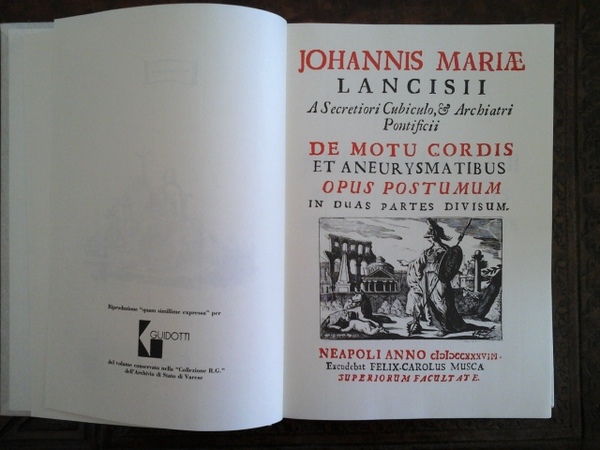 Riproduzione "quam simillime expressa" per
GUIDOTTI
del volume conservato nella "Collezione R.G."
dell'Archivio di Stato di Varese
JOHANNIS MARIÆ
LANCISII
A Secretiori Cubiculo, & Archiatri
Pontificii
DE MOTU CORDIS
ET ANEURYSMATIBUS
OPUS POSTUMUM
IN DUAS PARTES DIVISUM.
NEAPOLI ANNO cIↃIↃCCXXXVIII.
Excudebat FELIX-CAROLUS MUSCA
SUPERIORUM FACULTATE.